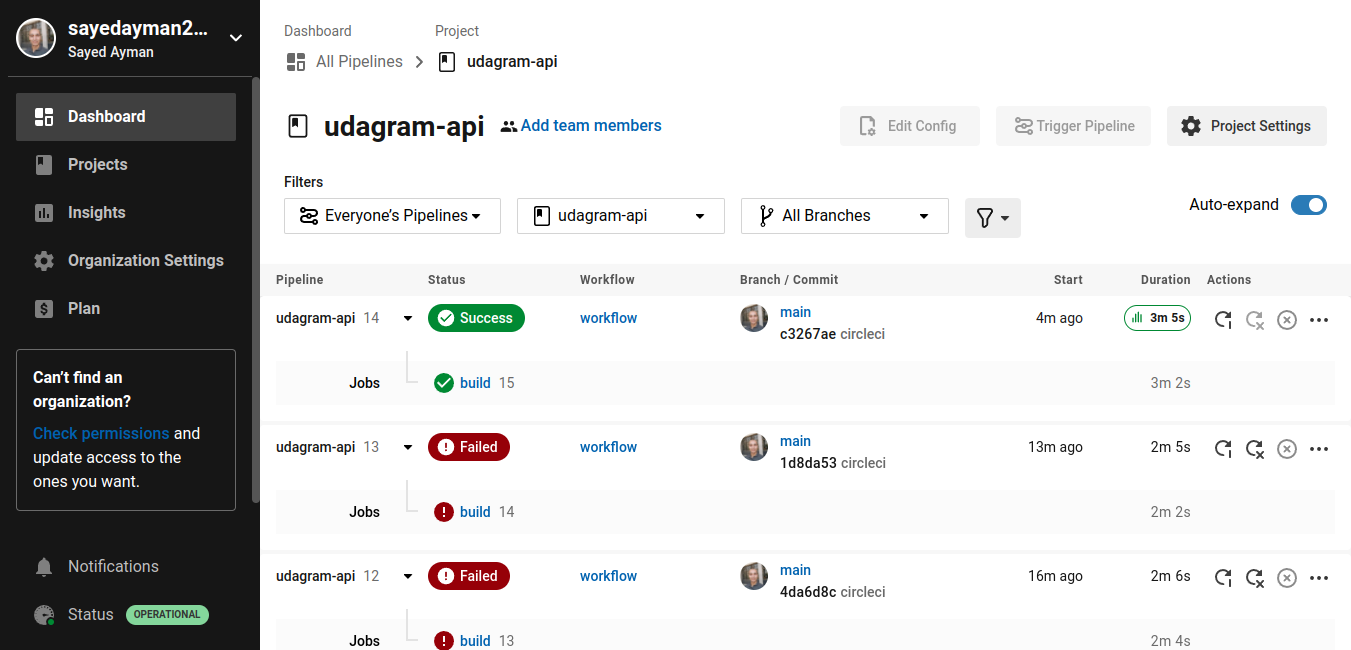 sayedayman2...
Sayed Ayman
Dashboard
Projects
Insights
Organization Settings
Plan
Can't find an
organization?
Check permissions and
update access to the
ones you want.
Notifications
Status OPERATIONAL
Dashboard Project
All Pipelines udagram-api
udagram-api Add team members Edit Config Trigger Pipeline Project Settings
Filters
Everyone's Pipelines udagram-api All Branches Auto-expand
Pipeline Status Workflow Branch / Commit Start Duration Actions
udagram-api 14 Success workflow main 4m ago 3m 5s
c3267ae circleci
Jobs build 15 3m 2s
udagram-api 13 Failed workflow main 13m ago 2m 5s
1d8da53 circleci
Jobs build 14 2m 2s
udagram-api 12 Failed workflow main 16m ago 2m 6s
4da6d8c circleci
Jobs build 13 2m 4s